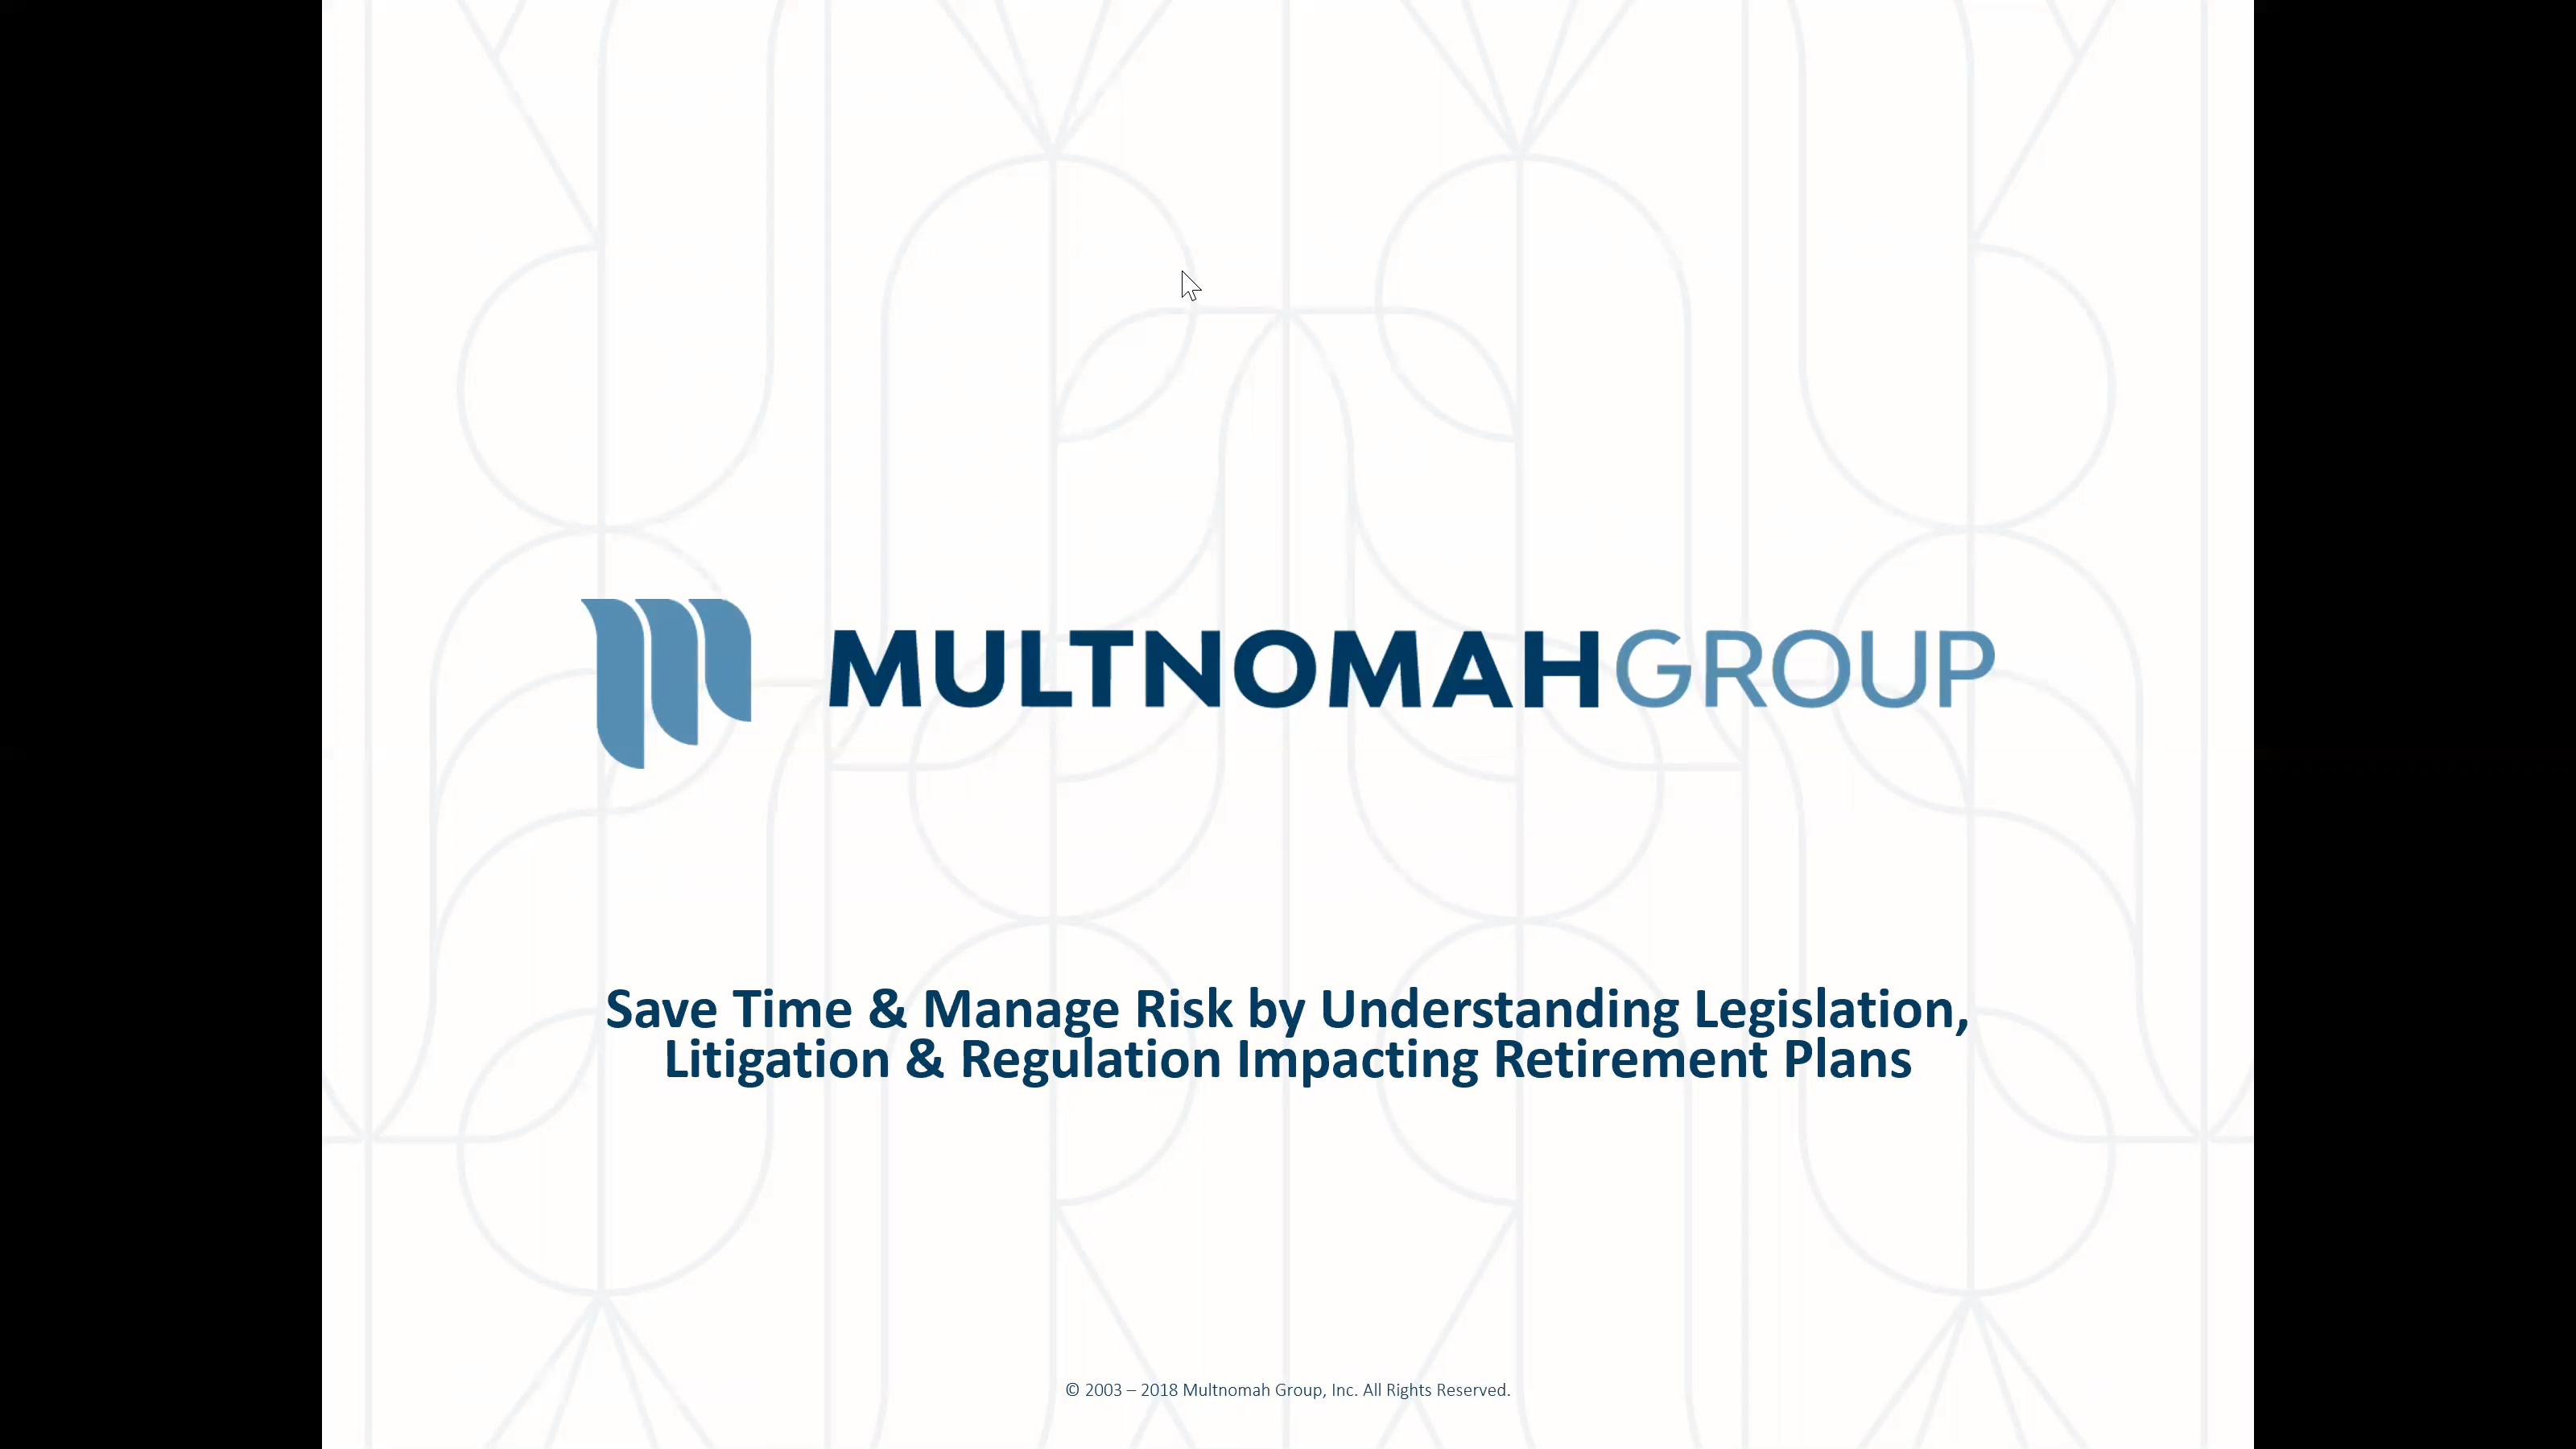 MULTNOMAHGROUP
Save Time & Manage Risk by Understanding Legislation,
Litigation & Regulation Impacting Retirement Plans
© 2003 – 2018 Multnomah Group, Inc. All Rights Reserved.